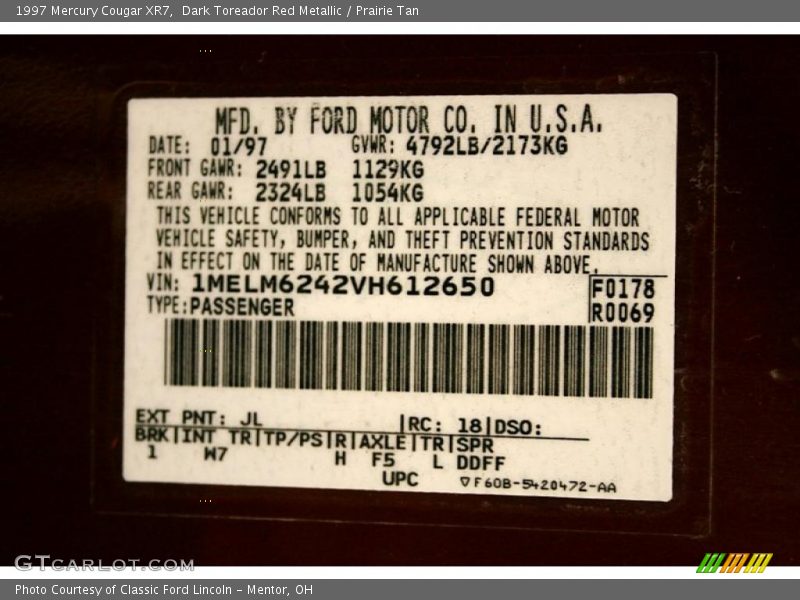 1997 Mercury Cougar XR7, Dark Toreador Red Metallic / Prairie Tan
MFD. BY FORD MOTOR CO. IN U.S.A.
DATE: 01/97 GVWR: 4792LB/2173KG
FRONT GAWR: 2491LB 1129KG
REAR GAWR: 2324LB 1054KG
THIS VEHICLE CONFORMS TO ALL APPLICABLE FEDERAL MOTOR
VEHICLE SAFETY, BUMPER, AND THEFT PREVENTION STANDARDS
IN EFFECT ON THE DATE OF MANUFACTURE SHOWN ABOVE.
VIN: 1MELM6242VH612650 F0178
TYPE: PASSENGER R0069
EXT PNT: JL |RC: 18|DSO:
BRK|INT TR|TP/PS|R|AXLE|TR|SPR
1 W7 H F5 L DDFF
UPC ▽F60B-5420472-AA
GTCARLOT.COM
Photo Courtesy of Classic Ford Lincoln - Mentor, OH